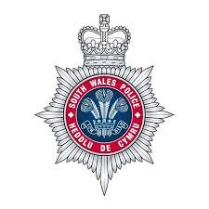 SOUTH WALES POLICE
HEDDLU DE CYMRU